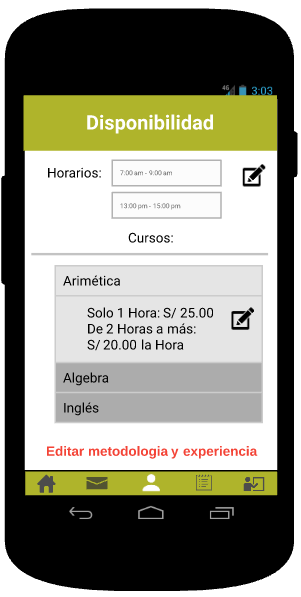 4G 3:03
Disponibilidad
Horarios: 7:00 am - 9:00 am
13:00 pm - 15:00 pm
Cursos:
Arimética
Solo 1 Hora: S/ 25.00
De 2 Horas a más:
S/ 20.00 la Hora
Algebra
Inglés
Editar metodologia y experiencia